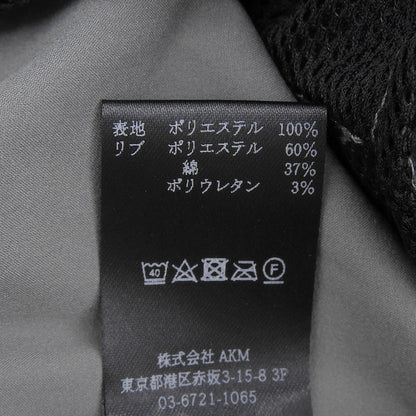 表地 ポリエステル 100%
リブ ポリエステル 60%
綿 37%
ポリウレタン 3%
40 F
株式会社 AKM
東京都港区赤坂3-15-8 3F
03-6721-1065